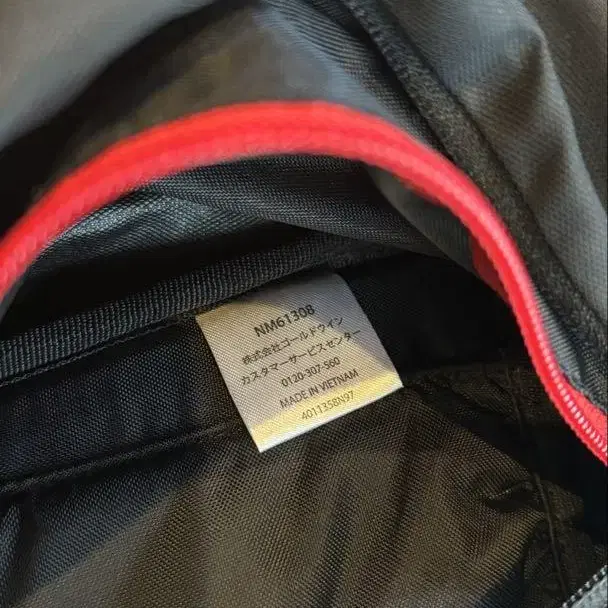 NM61308
株式会社ゴールドウイン
カスタマーサービスセンター
0120-307-560
MADE IN VIETNAM
401135BN97